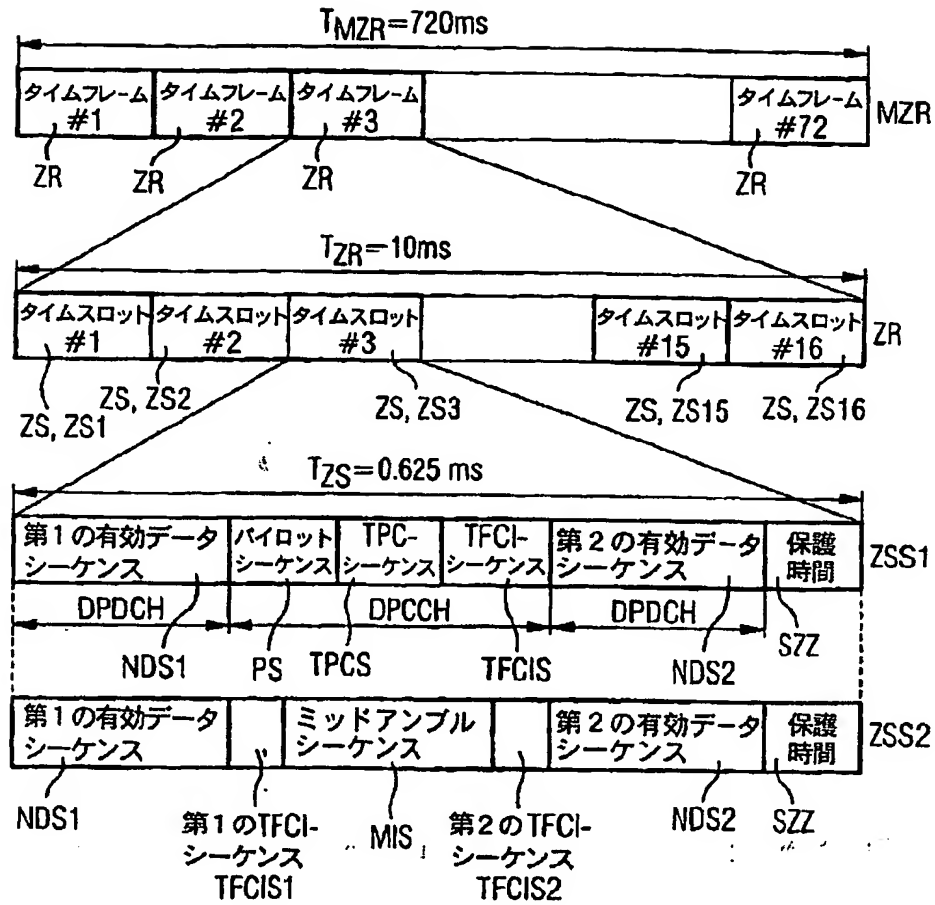 TMZR=720ms
タイムフレーム タイムフレーム タイムフレーム タイムフレーム
#1 #2 #3 #72 MZR
ZR ZR ZR ZR
TZR=10ms
タイムスロット タイムスロット タイムスロット タイムスロット タイムスロット
#1 #2 #3 #15 #16 ZR
ZS, ZS1 ZS, ZS2 ZS, ZS3 ZS, ZS15 ZS, ZS16
TZS=0.625 ms
第1の有効データ パイロット TPC- TFCI- 第2の有効データ 保護
シーケンス シーケンス シーケンス シーケンス シーケンス 時間 ZSS1
DPDCH DPCCH DPDCH
NDS1 PS TPCS TFCIS NDS2 SZZ
第1の有効データ ミッドアンブル 第2の有効データ 保護
シーケンス シーケンス シーケンス 時間 ZSS2
NDS1 第1のTFCI- MIS 第2のTFCI- NDS2 SZZ
シーケンス シーケンス
TFCIS1 TFCIS2